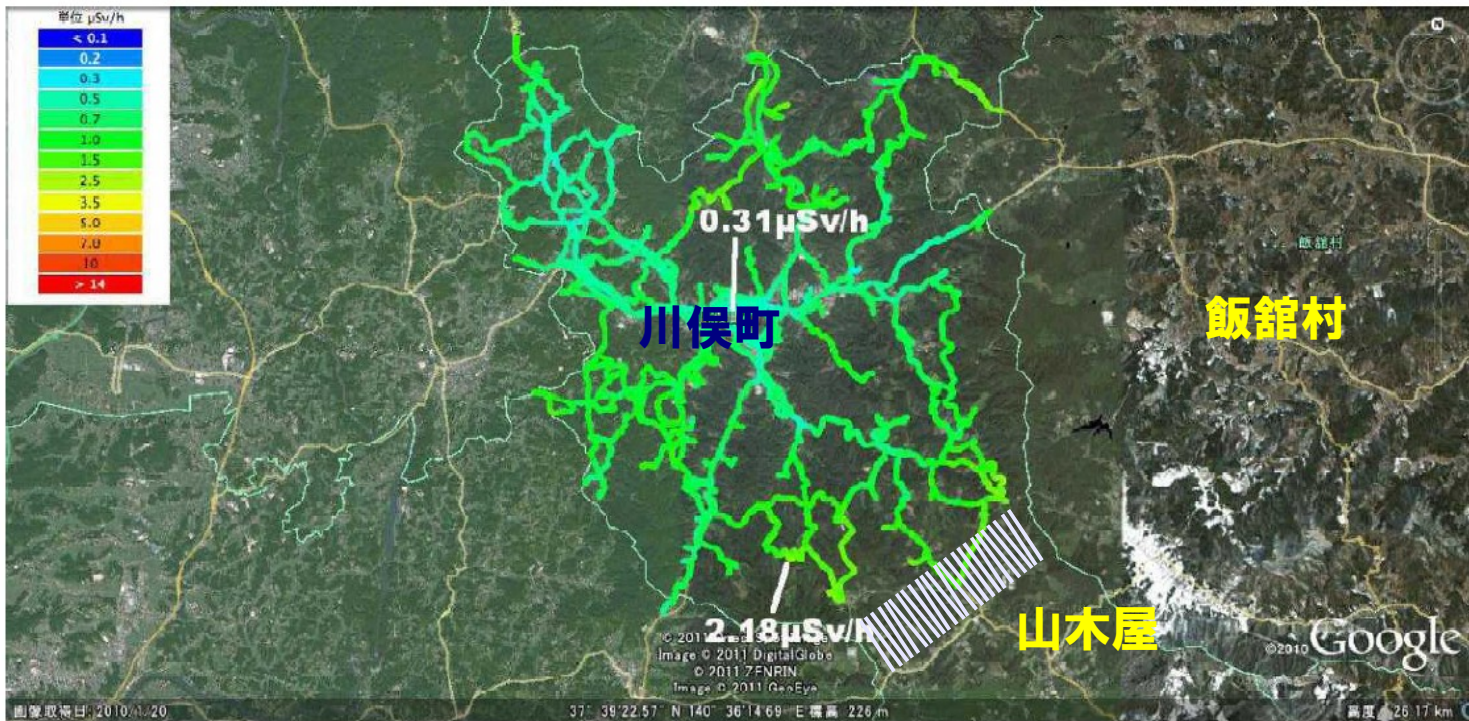 単位 μSv/h
< 0.1
0.2
0.3
0.5
0.7
1.0
1.5
2.5
3.5
5.0
7.0
10
> 14
N
0.31μSv/h
飯舘村
川俣町
飯舘村
2.18μSv/h
山木屋
© 2011
Image © 2011 DigitalGlobe
© 2011 ZENRIN
Image © 2011 GeoEye
©2010 Google
画像取得日: 2010/1/20
37° 39'22.57" N 140° 36'14.69" E 標高 226 m
高度 26.17 km